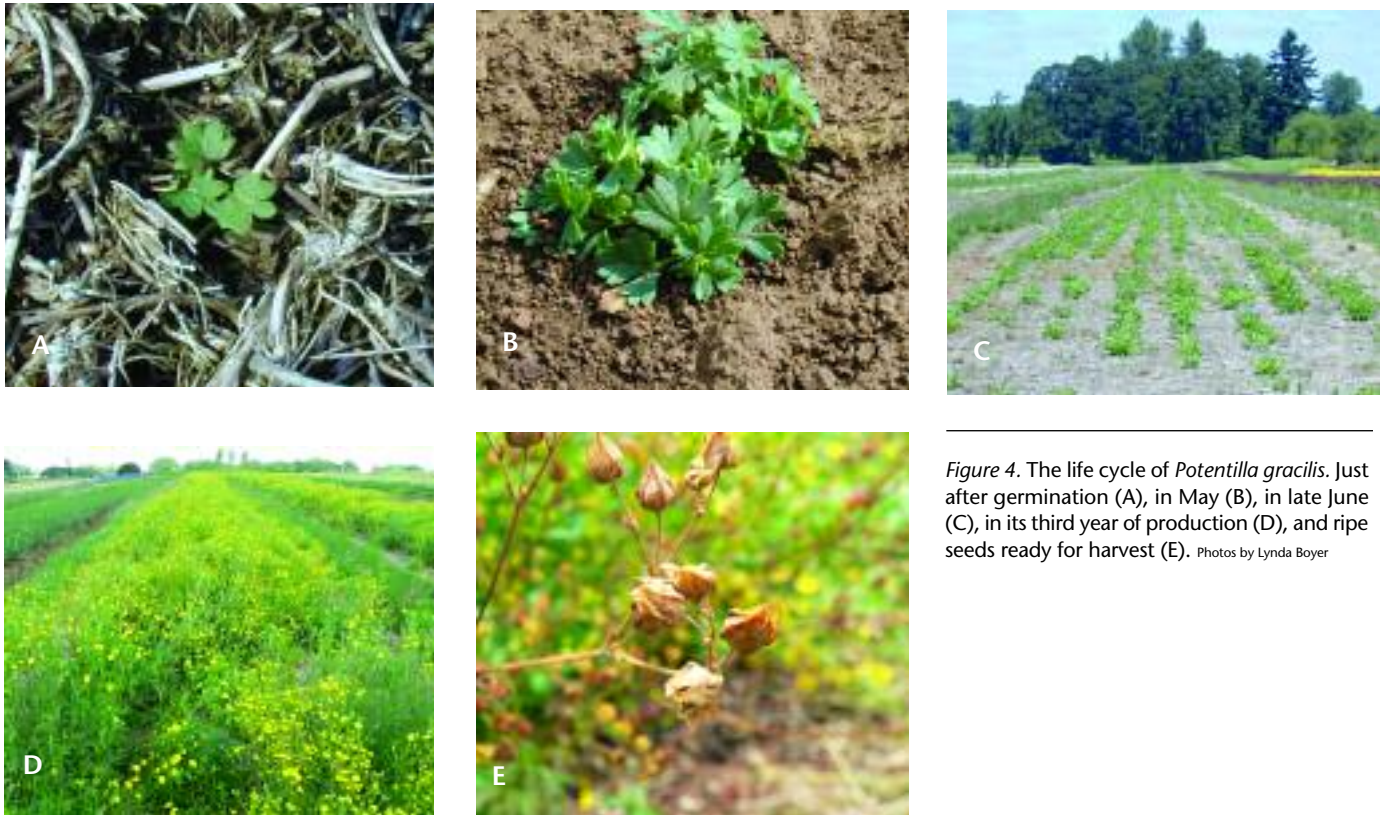 A
B
C
D
E
Figure 4. The life cycle of Potentilla gracilis. Just
after germination (A), in May (B), in late June
(C), in its third year of production (D), and ripe
seeds ready for harvest (E). Photos by Lynda Boyer